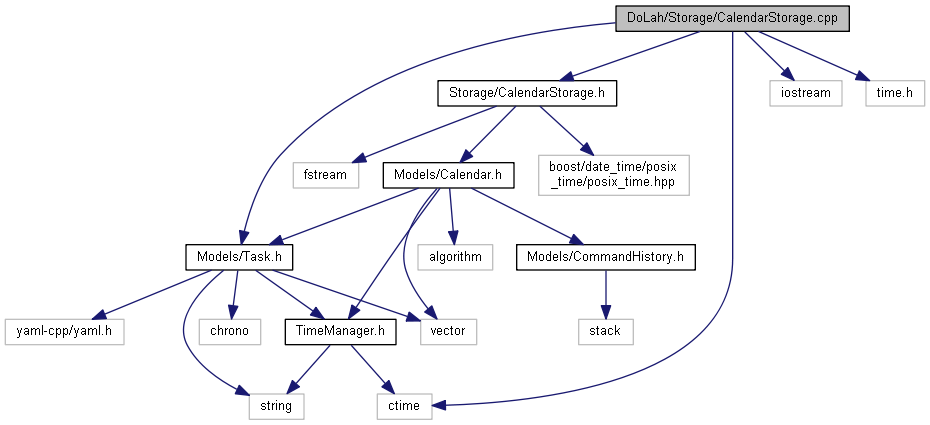 DoLah/Storage/CalendarStorage.cpp
Storage/CalendarStorage.h
iostream
time.h
fstream
Models/Calendar.h
boost/date_time/posix
_time/posix_time.hpp
Models/Task.h
algorithm
Models/CommandHistory.h
yaml-cpp/yaml.h
chrono
TimeManager.h
vector
stack
string
ctime